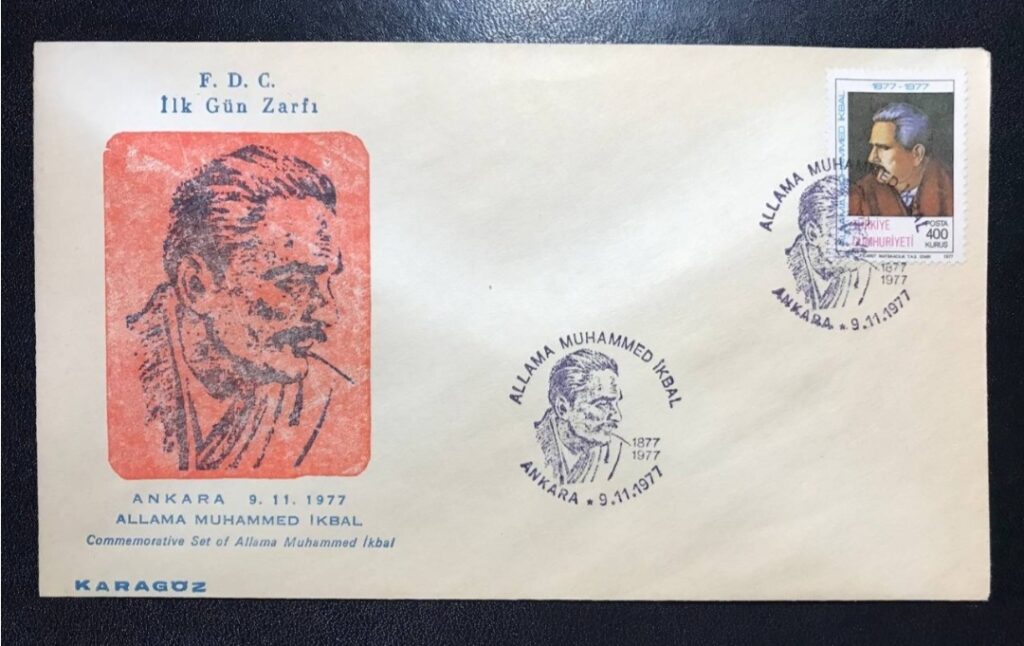 F. D. C.
İlk Gün Zarfı
ANKARA 9. 11. 1977
ALLAMA MUHAMMED İKBAL
Commemorative Set of Allama Muhammed İkbal
KARAGÖZ
1877-1977
ALLAMA MUHAMMED İKBAL
TÜRKİYE
CUMHURİYETİ
POSTA
400
KURUŞ
1977
ALLAMA MUHAMMED İKBAL
1877
1977
ANKARA * 9.11.1977
ALLAMA MUHAMMED İKBAL
1877
1977
ANKARA * 9.11.1977